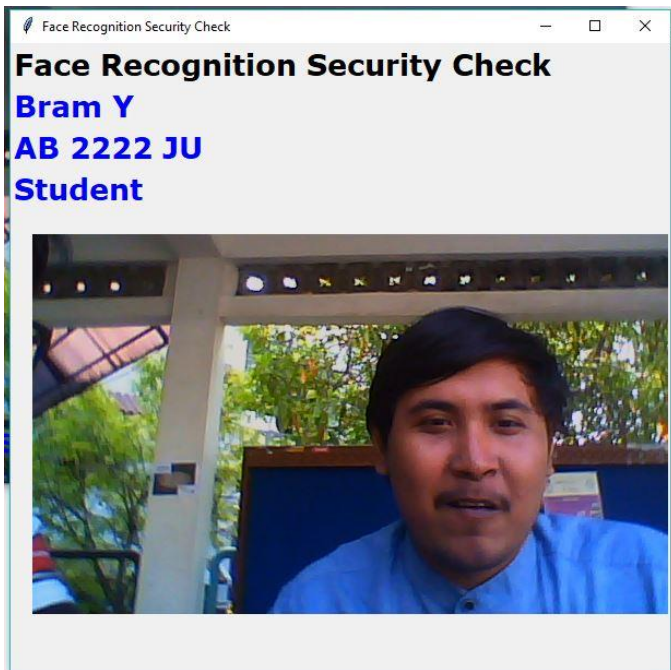 Face Recognition Security Check
Face Recognition Security Check
Bram Y
AB 2222 JU
Student